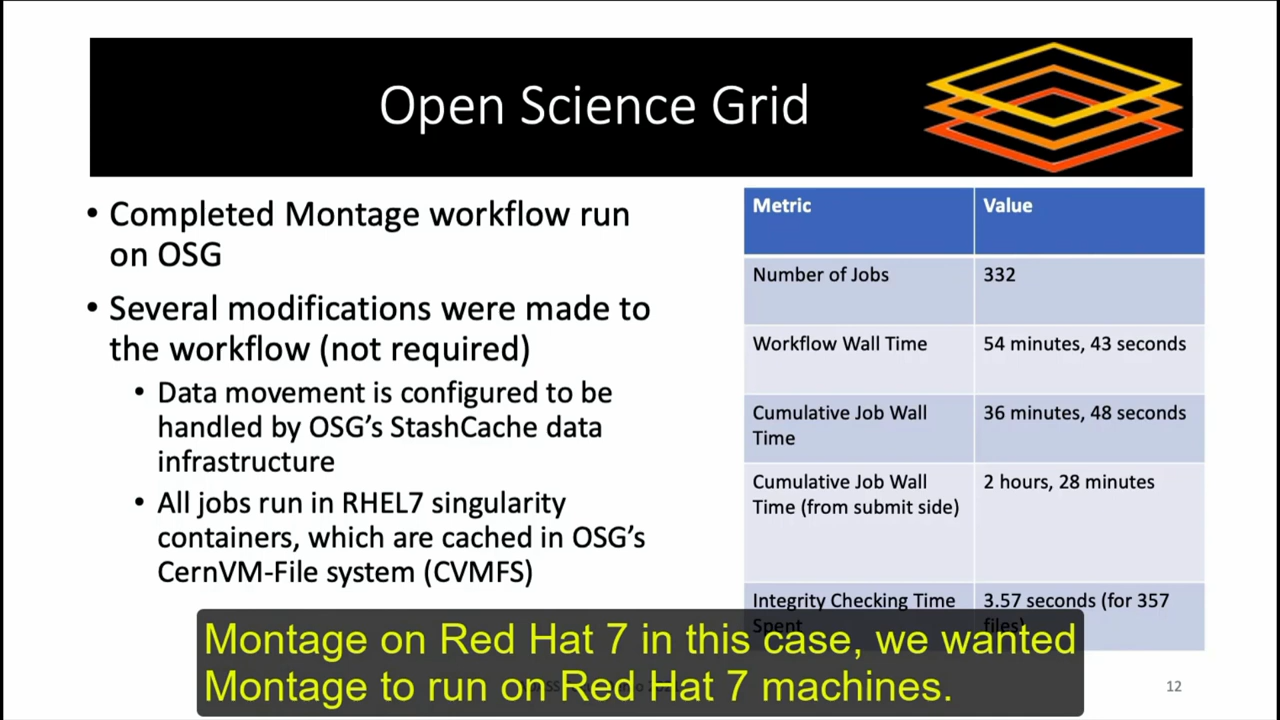 Open Science Grid
• Completed Montage workflow run
on OSG
• Several modifications were made to
the workflow (not required)
• Data movement is configured to be
handled by OSG's StashCache data
infrastructure
• All jobs run in RHEL7 singularity
containers, which are cached in OSG's
CernVM-File system (CVMFS)
Metric Value
Number of Jobs 332
Workflow Wall Time 54 minutes, 43 seconds
Cumulative Job Wall 36 minutes, 48 seconds
Time
Cumulative Job Wall 2 hours, 28 minutes
Time (from submit side)
Integrity Checking Time 3.57 seconds (for 357
Spent files)
Montage on Red Hat 7 in this case, we wanted
Montage to run on Red Hat 7 machines.
12